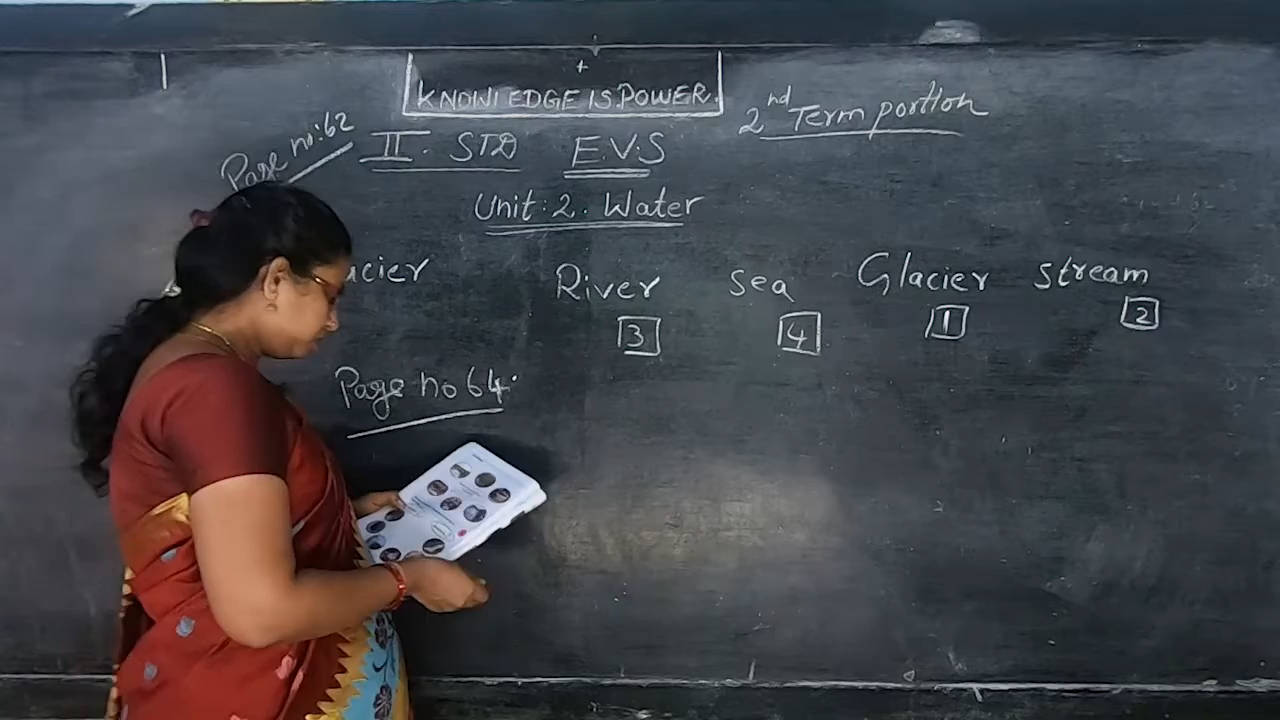 KNOWLEDGE IS POWER.
2nd Term portion
Page no:62
II. STD E.V.S
Unit:2. Water
acier River Sea Glacier Stream
3 4 1 2
Page no 64.